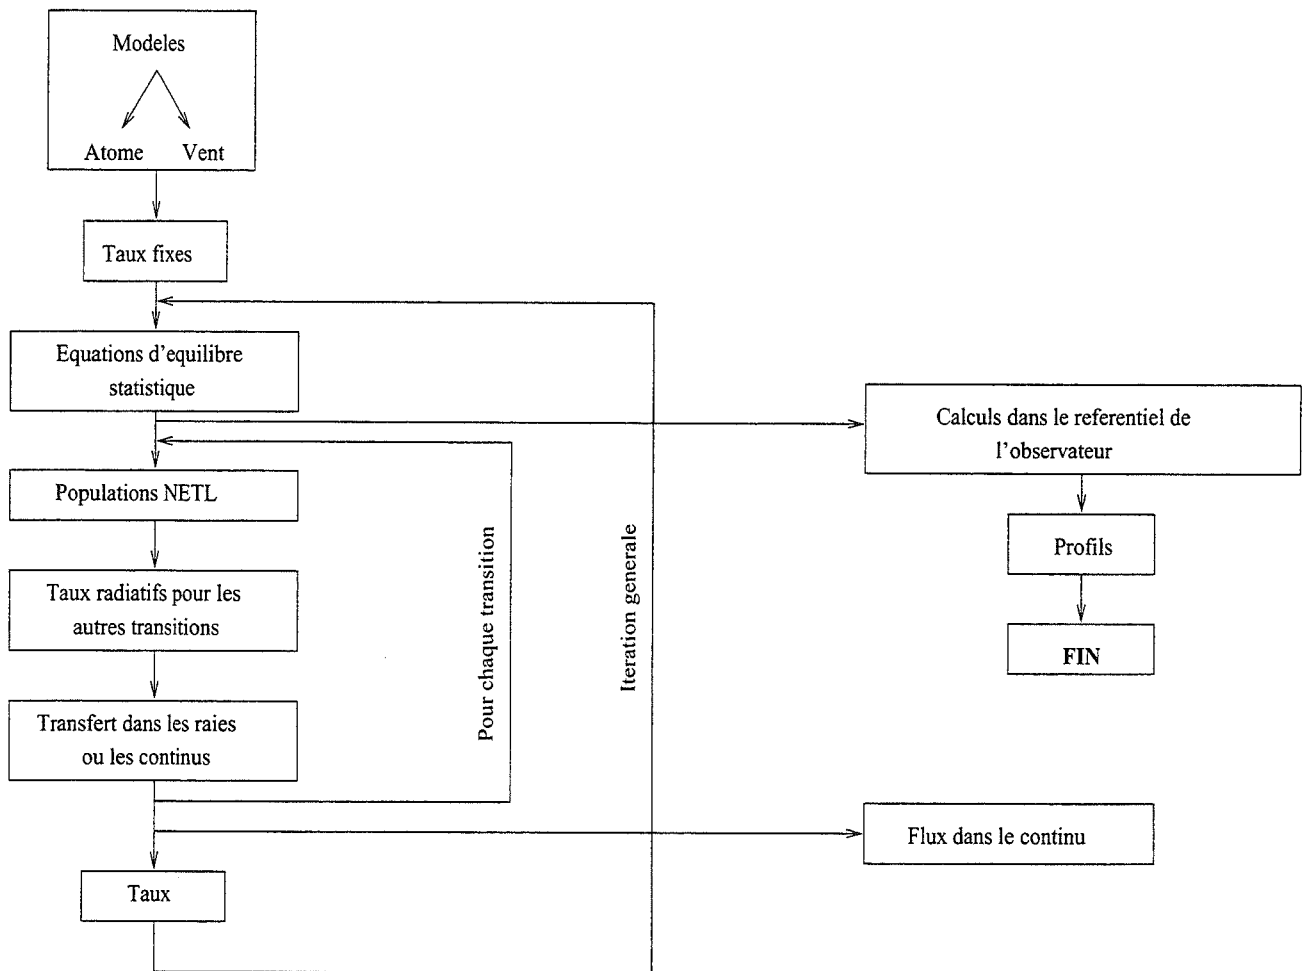 Modeles
Atome Vent
Taux fixes
Equations d'equilibre
statistique
Calculs dans le referentiel de
l'observateur
Populations NETL
Profils
Taux radiatifs pour les
autres transitions
FIN
Transfert dans les raies
ou les continus
Pour chaque transition
Iteration generale
Flux dans le continu
Taux